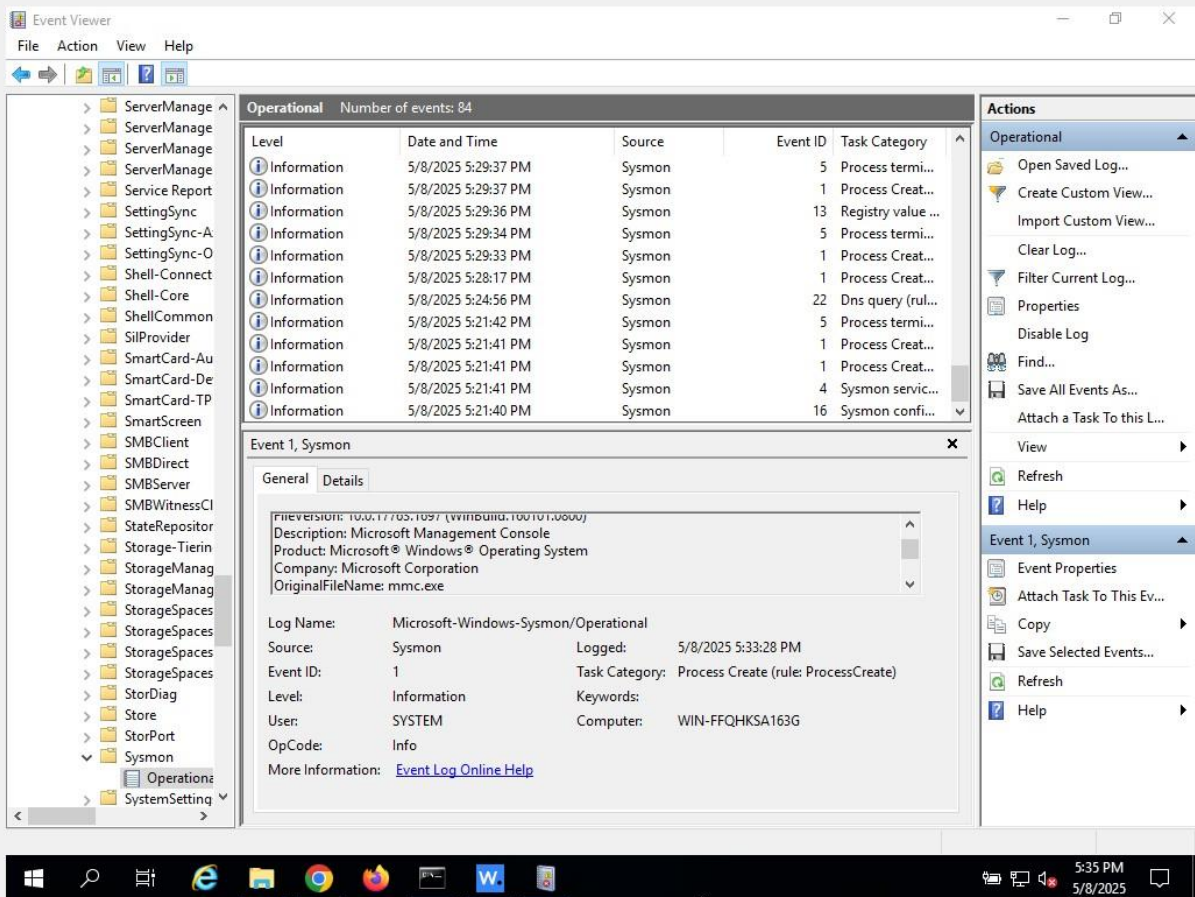 Event Viewer
File Action View Help
ServerManage
ServerManage
ServerManage
ServerManage
Service Report
SettingSync
SettingSync-A
SettingSync-O
Shell-Connect
Shell-Core
ShellCommon
SilProvider
SmartCard-Au
SmartCard-De
SmartCard-TP
SmartScreen
SMBClient
SMBDirect
SMBServer
SMBWitnessCl
StateRepositor
Storage-Tierin
StorageManag
StorageManag
StorageSpaces
StorageSpaces
StorageSpaces
StorageSpaces
StorDiag
Store
StorPort
Sysmon
Operationa
SystemSetting
Operational Number of events: 84
Level Date and Time Source Event ID Task Category
Information 5/8/2025 5:29:37 PM Sysmon 5 Process termi...
Information 5/8/2025 5:29:37 PM Sysmon 1 Process Creat...
Information 5/8/2025 5:29:36 PM Sysmon 13 Registry value ...
Information 5/8/2025 5:29:34 PM Sysmon 5 Process termi...
Information 5/8/2025 5:29:33 PM Sysmon 1 Process Creat...
Information 5/8/2025 5:28:17 PM Sysmon 1 Process Creat...
Information 5/8/2025 5:24:56 PM Sysmon 22 Dns query (rul...
Information 5/8/2025 5:21:42 PM Sysmon 5 Process termi...
Information 5/8/2025 5:21:41 PM Sysmon 1 Process Creat...
Information 5/8/2025 5:21:41 PM Sysmon 1 Process Creat...
Information 5/8/2025 5:21:41 PM Sysmon 4 Sysmon servic...
Information 5/8/2025 5:21:40 PM Sysmon 16 Sysmon confi...
Event 1, Sysmon
General Details
FileVersion: 10.0.17763.1697 (WinBuild.160101.0800)
Description: Microsoft Management Console
Product: Microsoft® Windows® Operating System
Company: Microsoft Corporation
OriginalFileName: mmc.exe
Log Name: Microsoft-Windows-Sysmon/Operational
Source: Sysmon Logged: 5/8/2025 5:33:28 PM
Event ID: 1 Task Category: Process Create (rule: ProcessCreate)
Level: Information Keywords:
User: SYSTEM Computer: WIN-FFQHKSA163G
OpCode: Info
More Information: Event Log Online Help
Actions
Operational
Open Saved Log...
Create Custom View...
Import Custom View...
Clear Log...
Filter Current Log...
Properties
Disable Log
Find...
Save All Events As...
Attach a Task To this L...
View
Refresh
Help
Event 1, Sysmon
Event Properties
Attach Task To This Ev...
Copy
Save Selected Events...
Refresh
Help
W.
5:35 PM
5/8/2025